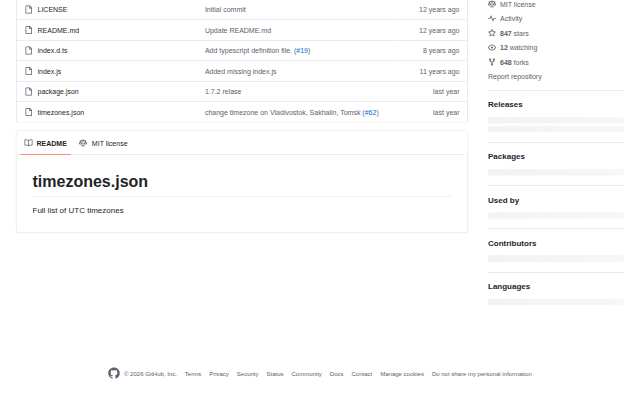 LICENSE Initial commit 12 years ago
README.md Update README.md 12 years ago
index.d.ts Add typescript definition file. (#19) 8 years ago
index.js Added missing index.js 11 years ago
package.json 1.7.2 relase last year
timezones.json change timezone on Vladivostok, Sakhalin, Tomsk (#62) last year
README MIT license
timezones.json
Full list of UTC timezones
MIT license
Activity
847 stars
12 watching
648 forks
Report repository
Releases
Packages
Used by
Contributors
Languages
© 2026 GitHub, Inc. Terms Privacy Security Status Community Docs Contact Manage cookies Do not share my personal information